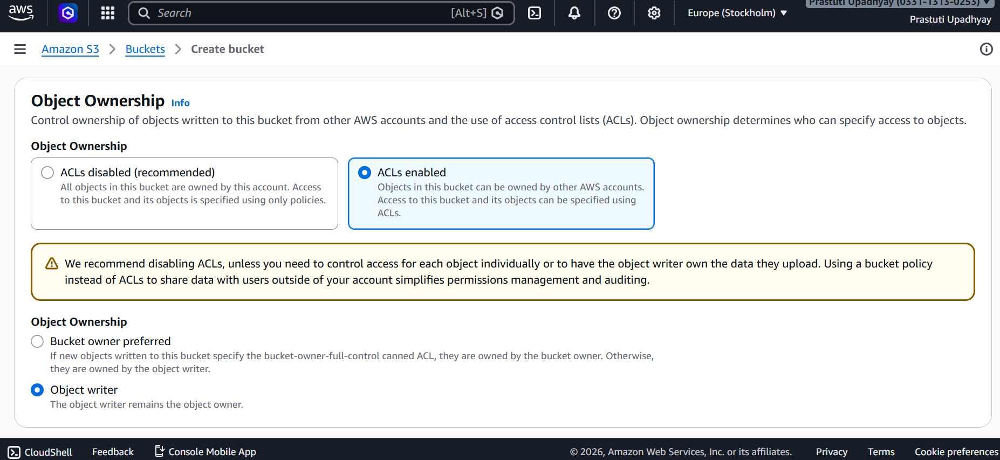 aws
Search [Alt+S]
Europe (Stockholm)
Prastuti Upadhyay (0331-1313-0253)
Prastuti Upadhyay
Amazon S3 Buckets Create bucket
Object Ownership Info
Control ownership of objects written to this bucket from other AWS accounts and the use of access control lists (ACLs). Object ownership determines who can specify access to objects.
Object Ownership
ACLs disabled (recommended)
All objects in this bucket are owned by this account. Access
to this bucket and its objects is specified using only policies.
ACLs enabled
Objects in this bucket can be owned by other AWS accounts.
Access to this bucket and its objects can be specified using
ACLs.
We recommend disabling ACLs, unless you need to control access for each object individually or to have the object writer own the data they upload. Using a bucket policy
instead of ACLs to share data with users outside of your account simplifies permissions management and auditing.
Object Ownership
Bucket owner preferred
If new objects written to this bucket specify the bucket-owner-full-control canned ACL, they are owned by the bucket owner. Otherwise,
they are owned by the object writer.
Object writer
The object writer remains the object owner.
CloudShell Feedback Console Mobile App © 2026, Amazon Web Services, Inc. or its affiliates. Privacy Terms Cookie preferences